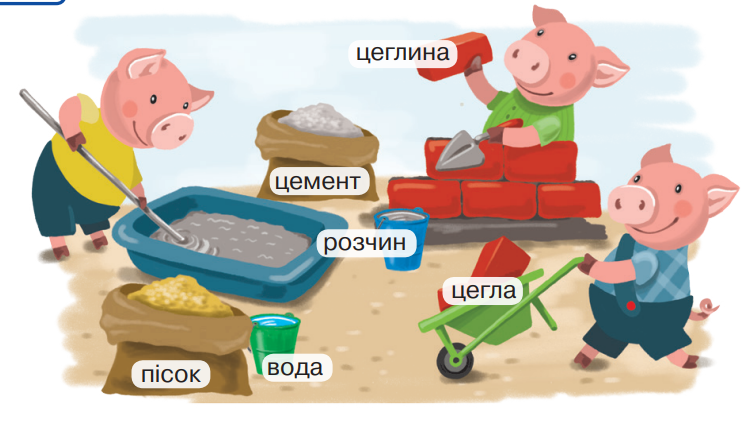 цеглина
цемент
розчин
цегла
вода
пісок